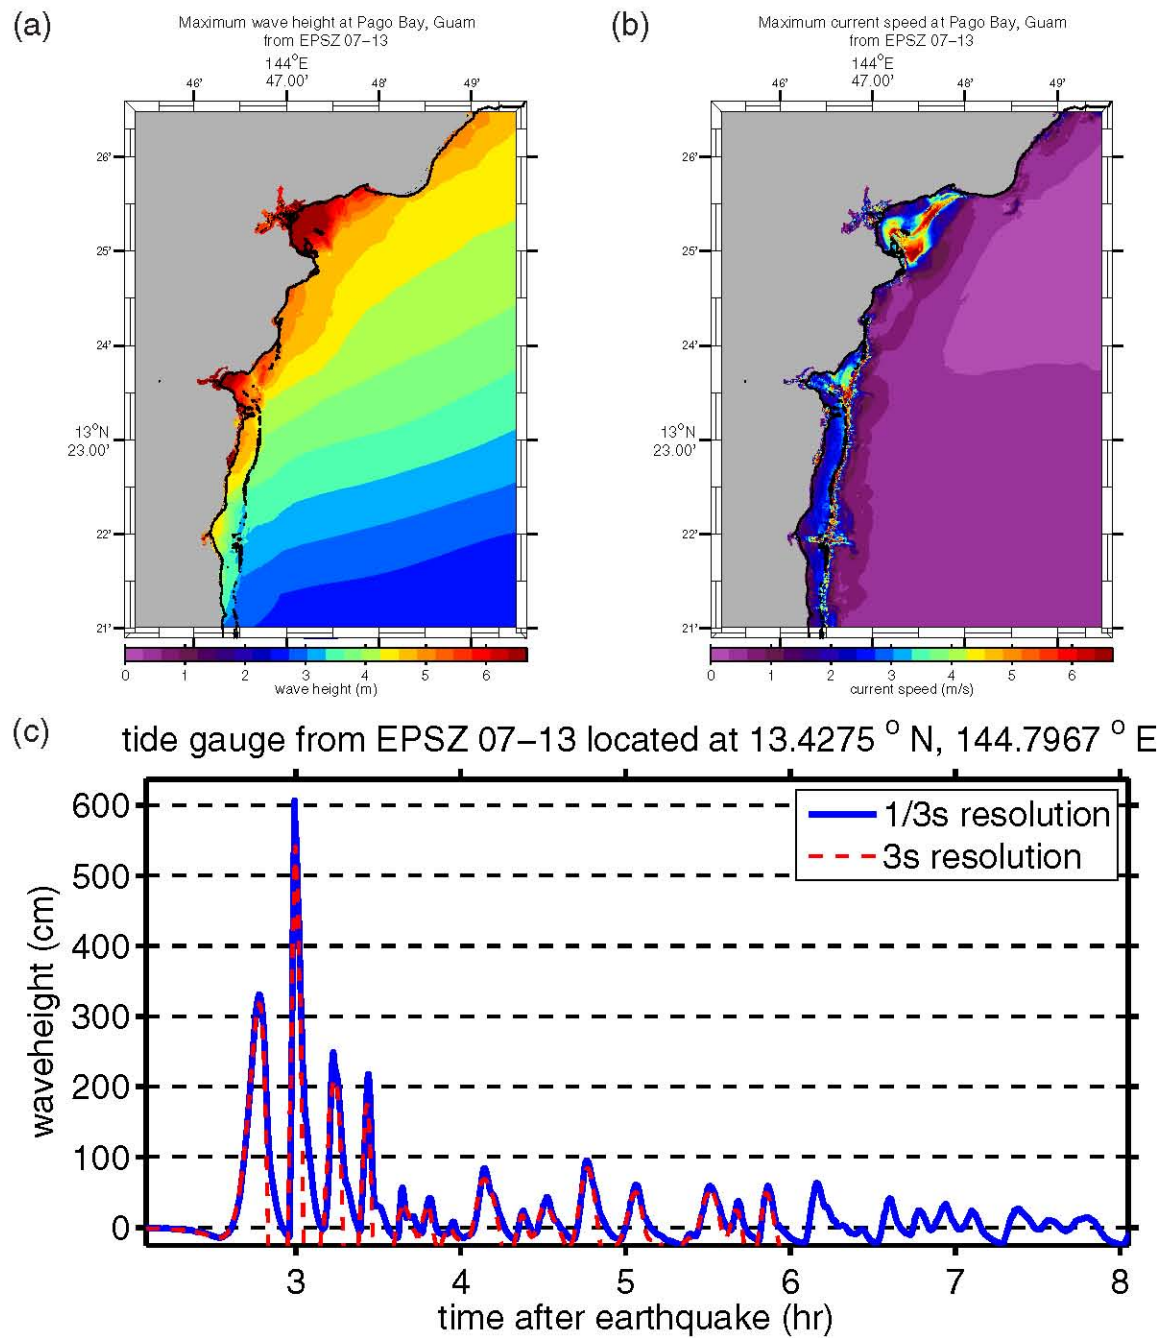 (a)
Maximum wave height at Pago Bay, Guam
from EPSZ 07–13
144°E
46' 47.00' 48' 49'
26'
25'
24'
13°N
23.00'
22'
21'
0 1 2 3 4 5 6
wave height (m)
(b)
Maximum current speed at Pago Bay, Guam
from EPSZ 07–13
144°E
46' 47.00' 48' 49'
26'
25'
24'
13°N
23.00'
22'
21'
0 1 2 3 4 5 6
current speed (m/s)
(c)
tide gauge from EPSZ 07–13 located at 13.4275 ° N, 144.7967 ° E
600
500
400
300
200
100
0
waveheight (cm)
1/3s resolution
3s resolution
3 4 5 6 7 8
time after earthquake (hr)